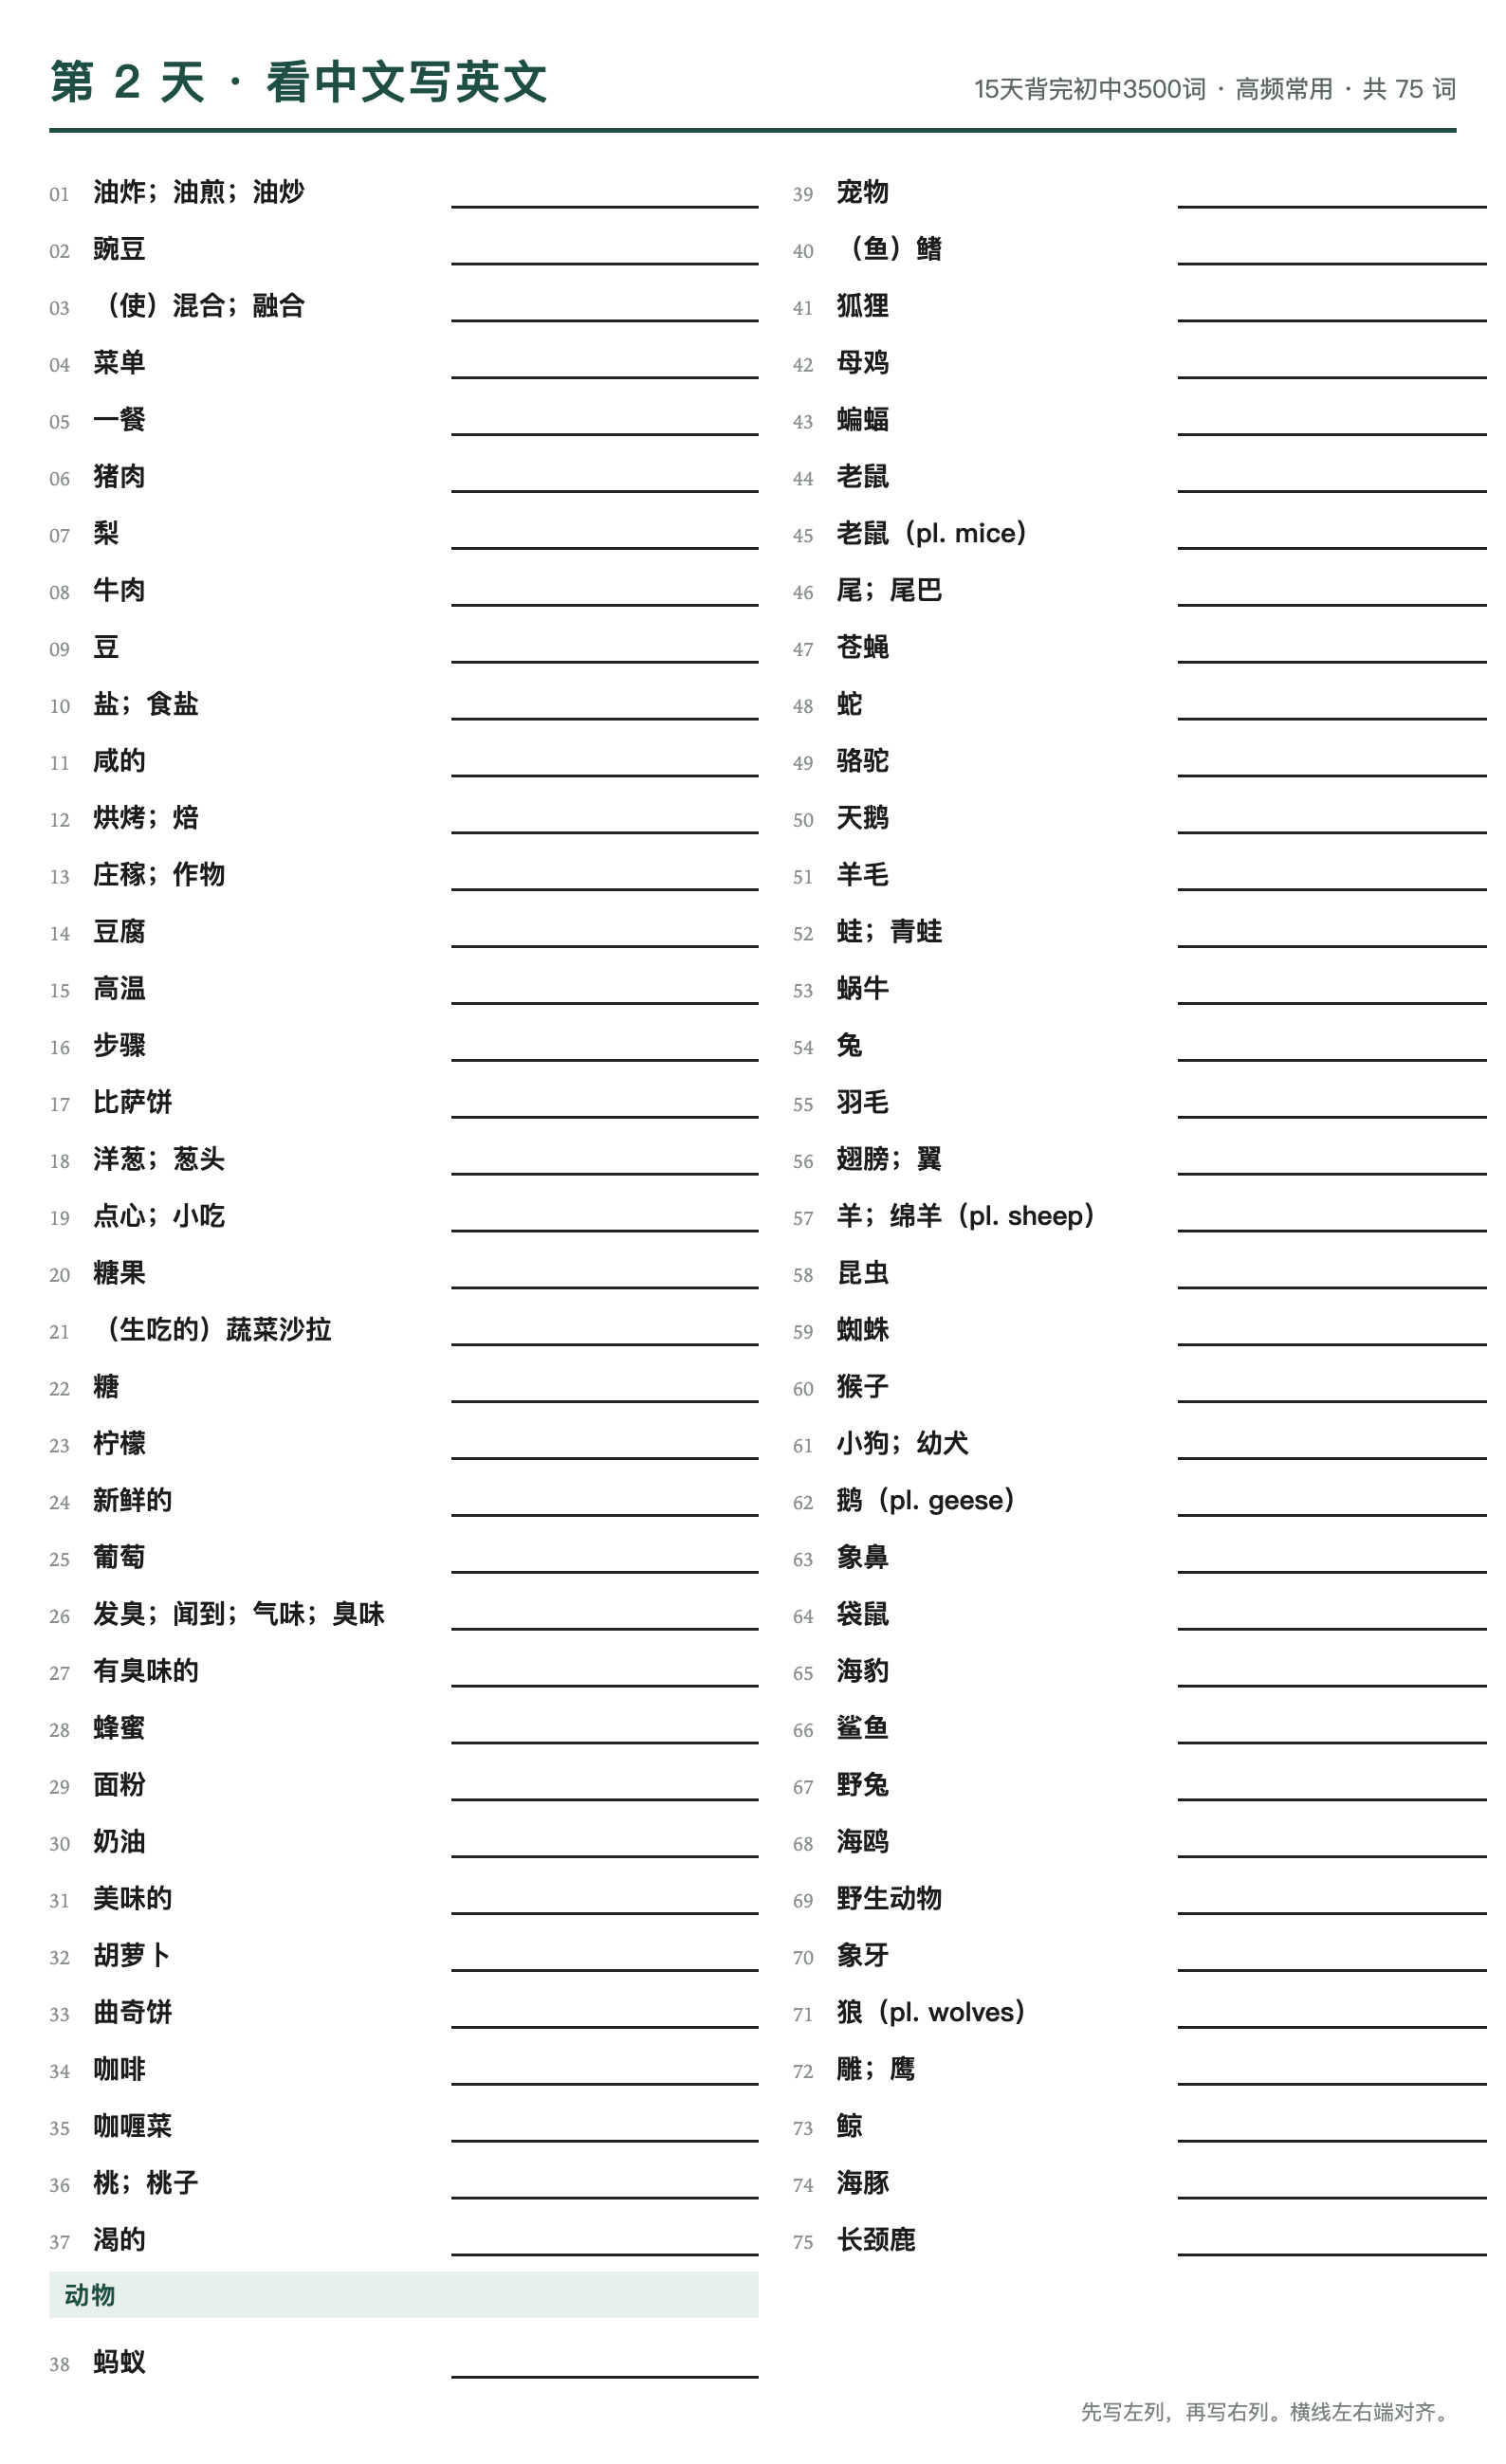 第 2 天 · 看中文写英文
15天背完初中3500词 · 高频常用 · 共 75 词
01 油炸；油煎；油炒
02 豌豆
03 （使）混合；融合
04 菜单
05 一餐
06 猪肉
07 梨
08 牛肉
09 豆
10 盐；食盐
11 咸的
12 烘烤；焙
13 庄稼；作物
14 豆腐
15 高温
16 步骤
17 比萨饼
18 洋葱；葱头
19 点心；小吃
20 糖果
21 （生吃的）蔬菜沙拉
22 糖
23 柠檬
24 新鲜的
25 葡萄
26 发臭；闻到；气味；臭味
27 有臭味的
28 蜂蜜
29 面粉
30 奶油
31 美味的
32 胡萝卜
33 曲奇饼
34 咖啡
35 咖喱菜
36 桃；桃子
37 渴的
动物
38 蚂蚁
39 宠物
40 （鱼）鳍
41 狐狸
42 母鸡
43 蝙蝠
44 老鼠
45 老鼠（pl. mice）
46 尾；尾巴
47 苍蝇
48 蛇
49 骆驼
50 天鹅
51 羊毛
52 蛙；青蛙
53 蜗牛
54 兔
55 羽毛
56 翅膀；翼
57 羊；绵羊（pl. sheep）
58 昆虫
59 蜘蛛
60 猴子
61 小狗；幼犬
62 鹅（pl. geese）
63 象鼻
64 袋鼠
65 海豹
66 鲨鱼
67 野兔
68 海鸥
69 野生动物
70 象牙
71 狼（pl. wolves）
72 雕；鹰
73 鲸
74 海豚
75 长颈鹿
先写左列，再写右列。横线左右端对齐。